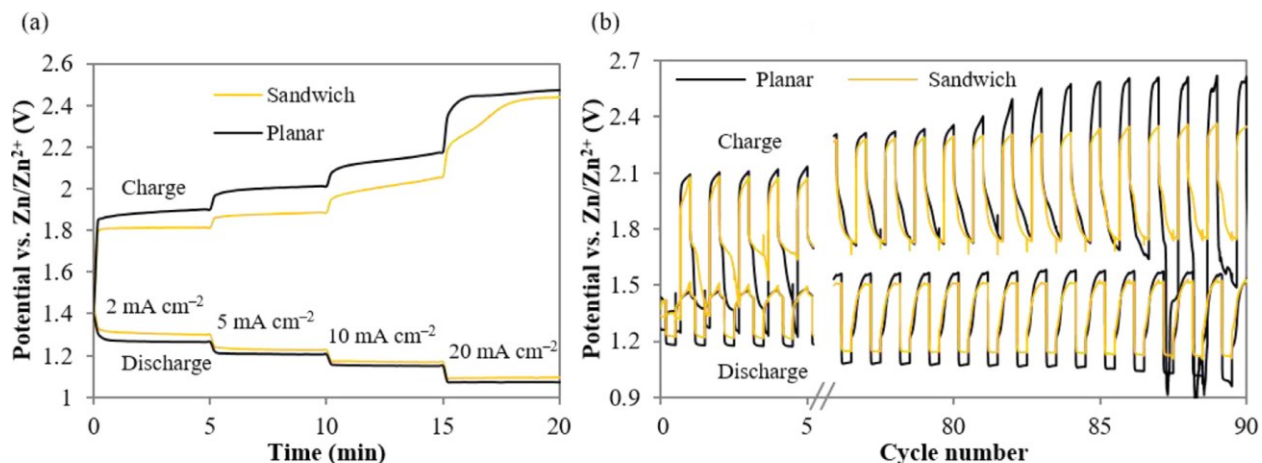 (a)
Potential vs. Zn/Zn²⁺ (V)
2.6
2.4
2.2
2
1.8
1.6
1.4
1.2
1
Sandwich
Planar
Charge
2 mA cm⁻²
5 mA cm⁻²
10 mA cm⁻²
20 mA cm⁻²
Discharge
0
5
10
15
20
Time (min)
(b)
Potential vs. Zn/Zn²⁺ (V)
2.7
2.4
2.1
1.8
1.5
1.2
0.9
Planar
Sandwich
Charge
Discharge
0
5
80
85
90
Cycle number